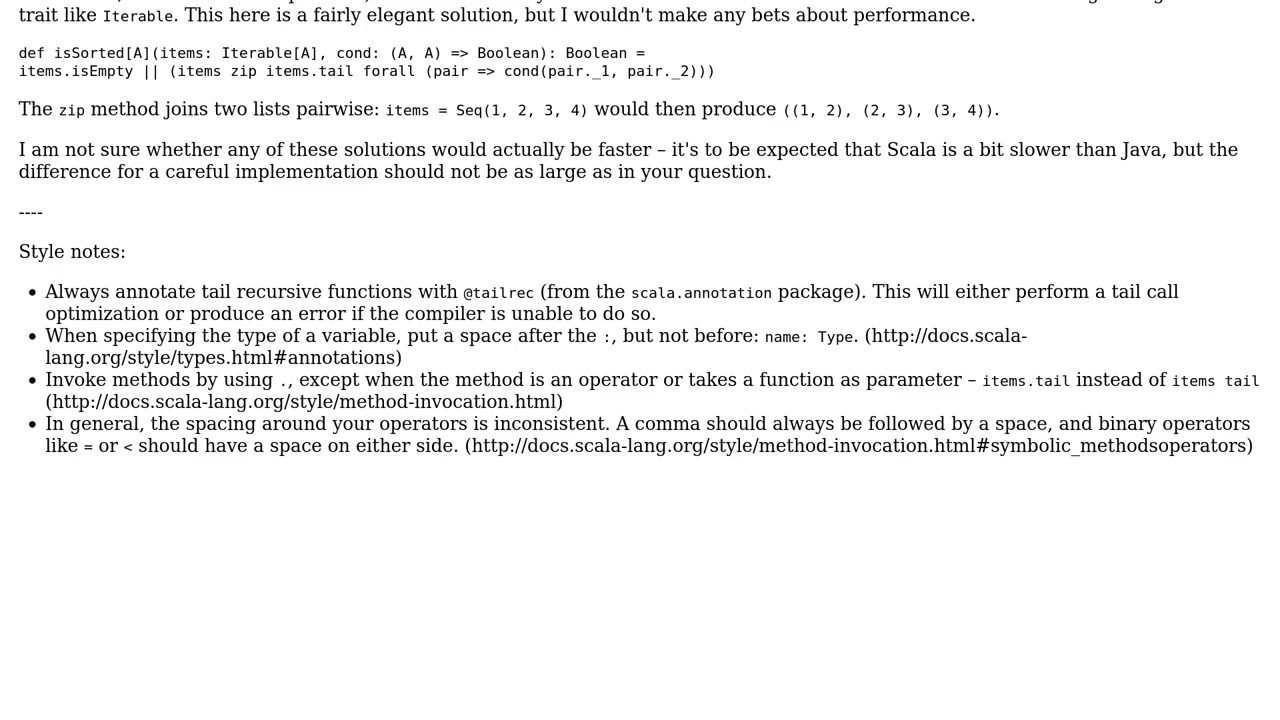 trait like Iterable. This here is a fairly elegant solution, but I wouldn't make any bets about performance.
def isSorted[A](items: Iterable[A], cond: (A, A) => Boolean): Boolean =
items.isEmpty || (items zip items.tail forall (pair => cond(pair._1, pair._2)))
The zip method joins two lists pairwise: items = Seq(1, 2, 3, 4) would then produce ((1, 2), (2, 3), (3, 4)).
I am not sure whether any of these solutions would actually be faster – it's to be expected that Scala is a bit slower than Java, but the
difference for a careful implementation should not be as large as in your question.
----
Style notes:
• Always annotate tail recursive functions with @tailrec (from the scala.annotation package). This will either perform a tail call
optimization or produce an error if the compiler is unable to do so.
• When specifying the type of a variable, put a space after the :, but not before: name: Type. (http://docs.scala-
lang.org/style/types.html#annotations)
• Invoke methods by using ., except when the method is an operator or takes a function as parameter – items.tail instead of items tail
(http://docs.scala-lang.org/style/method-invocation.html)
• In general, the spacing around your operators is inconsistent. A comma should always be followed by a space, and binary operators
like = or < should have a space on either side. (http://docs.scala-lang.org/style/method-invocation.html#symbolic_methodsoperators)